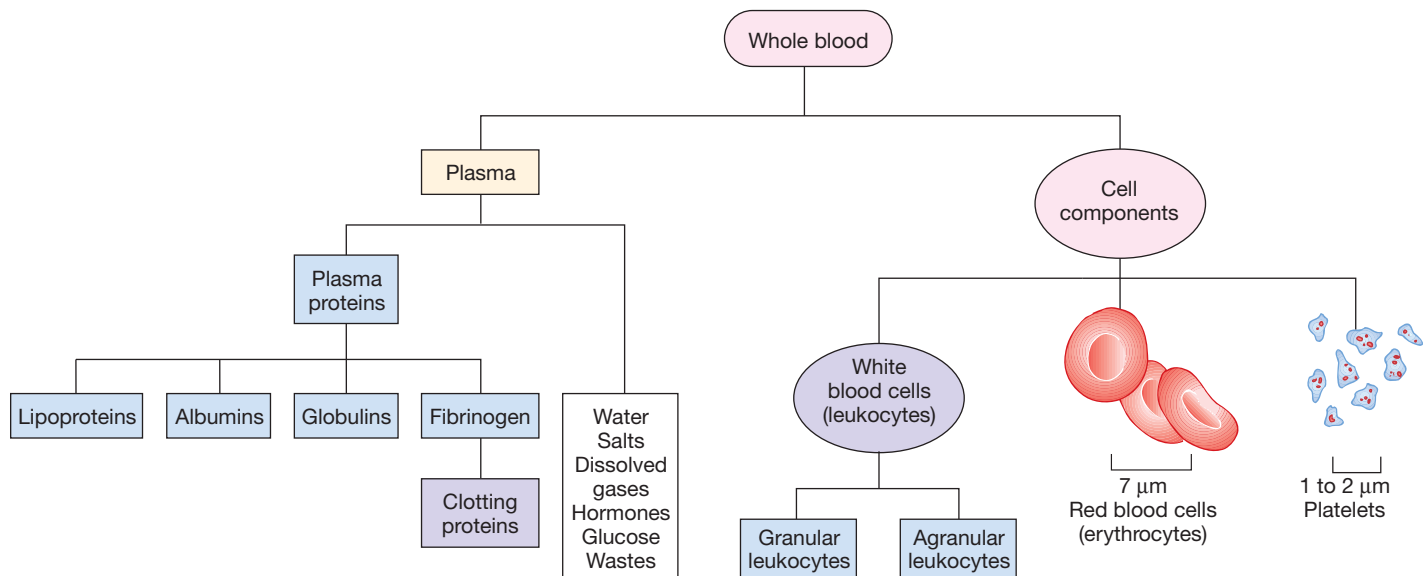 Whole blood
Plasma
Cell
components
Plasma
proteins
Lipoproteins
Albumins
Globulins
Fibrinogen
Clotting
proteins
Water
Salts
Dissolved
gases
Hormones
Glucose
Wastes
White
blood cells
(leukocytes)
Granular
leukocytes
Agranular
leukocytes
7 μm
Red blood cells
(erythrocytes)
1 to 2 μm
Platelets